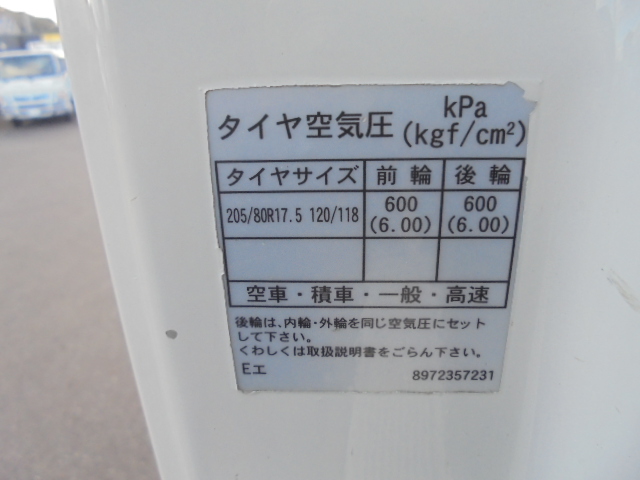 タイヤ空気圧 kPa (kgf/cm²)
タイヤサイズ 前輪 後輪
205/80R17.5 120/118 600 (6.00) 600 (6.00)
空車・積車・一般・高速
後輪は、内輪・外輪を同じ空気圧にセット
して下さい。
くわしくは取扱説明書をごらん下さい。
Eエ 8972357231